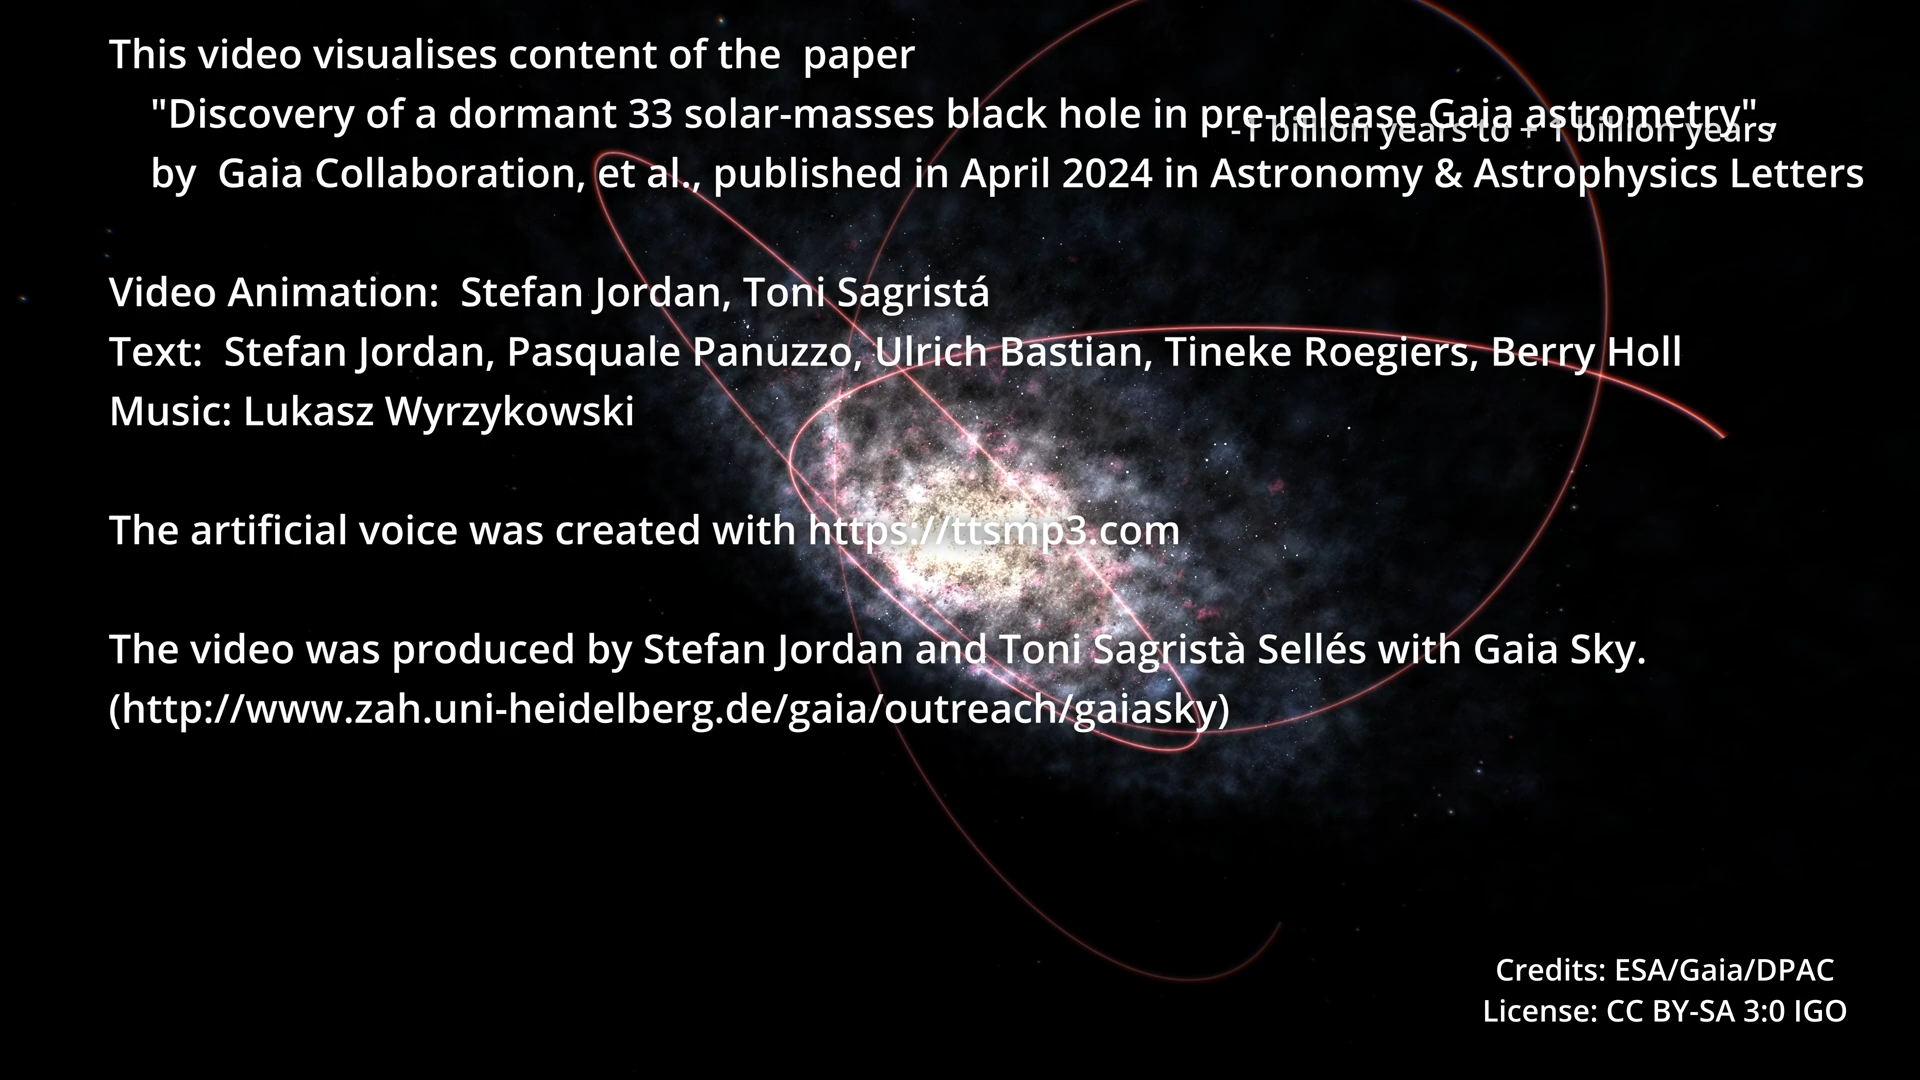 This video visualises content of the  paper
"Discovery of a dormant 33 solar-masses black hole in pre-release Gaia astrometry" ,
-1 billion years to + 1 billion years
by  Gaia Collaboration, et al., published in April 2024 in Astronomy & Astrophysics Letters
Video Animation:  Stefan Jordan, Toni Sagristá
Text:  Stefan Jordan, Pasquale Panuzzo, Ulrich Bastian, Tineke Roegiers, Berry Holl
Music: Lukasz Wyrzykowski
The artificial voice was created with https://ttsmp3.com
The video was produced by Stefan Jordan and Toni Sagristà Sellés with Gaia Sky.
(http://www.zah.uni-heidelberg.de/gaia/outreach/gaiasky)
Credits: ESA/Gaia/DPAC
License: CC BY-SA 3:0 IGO